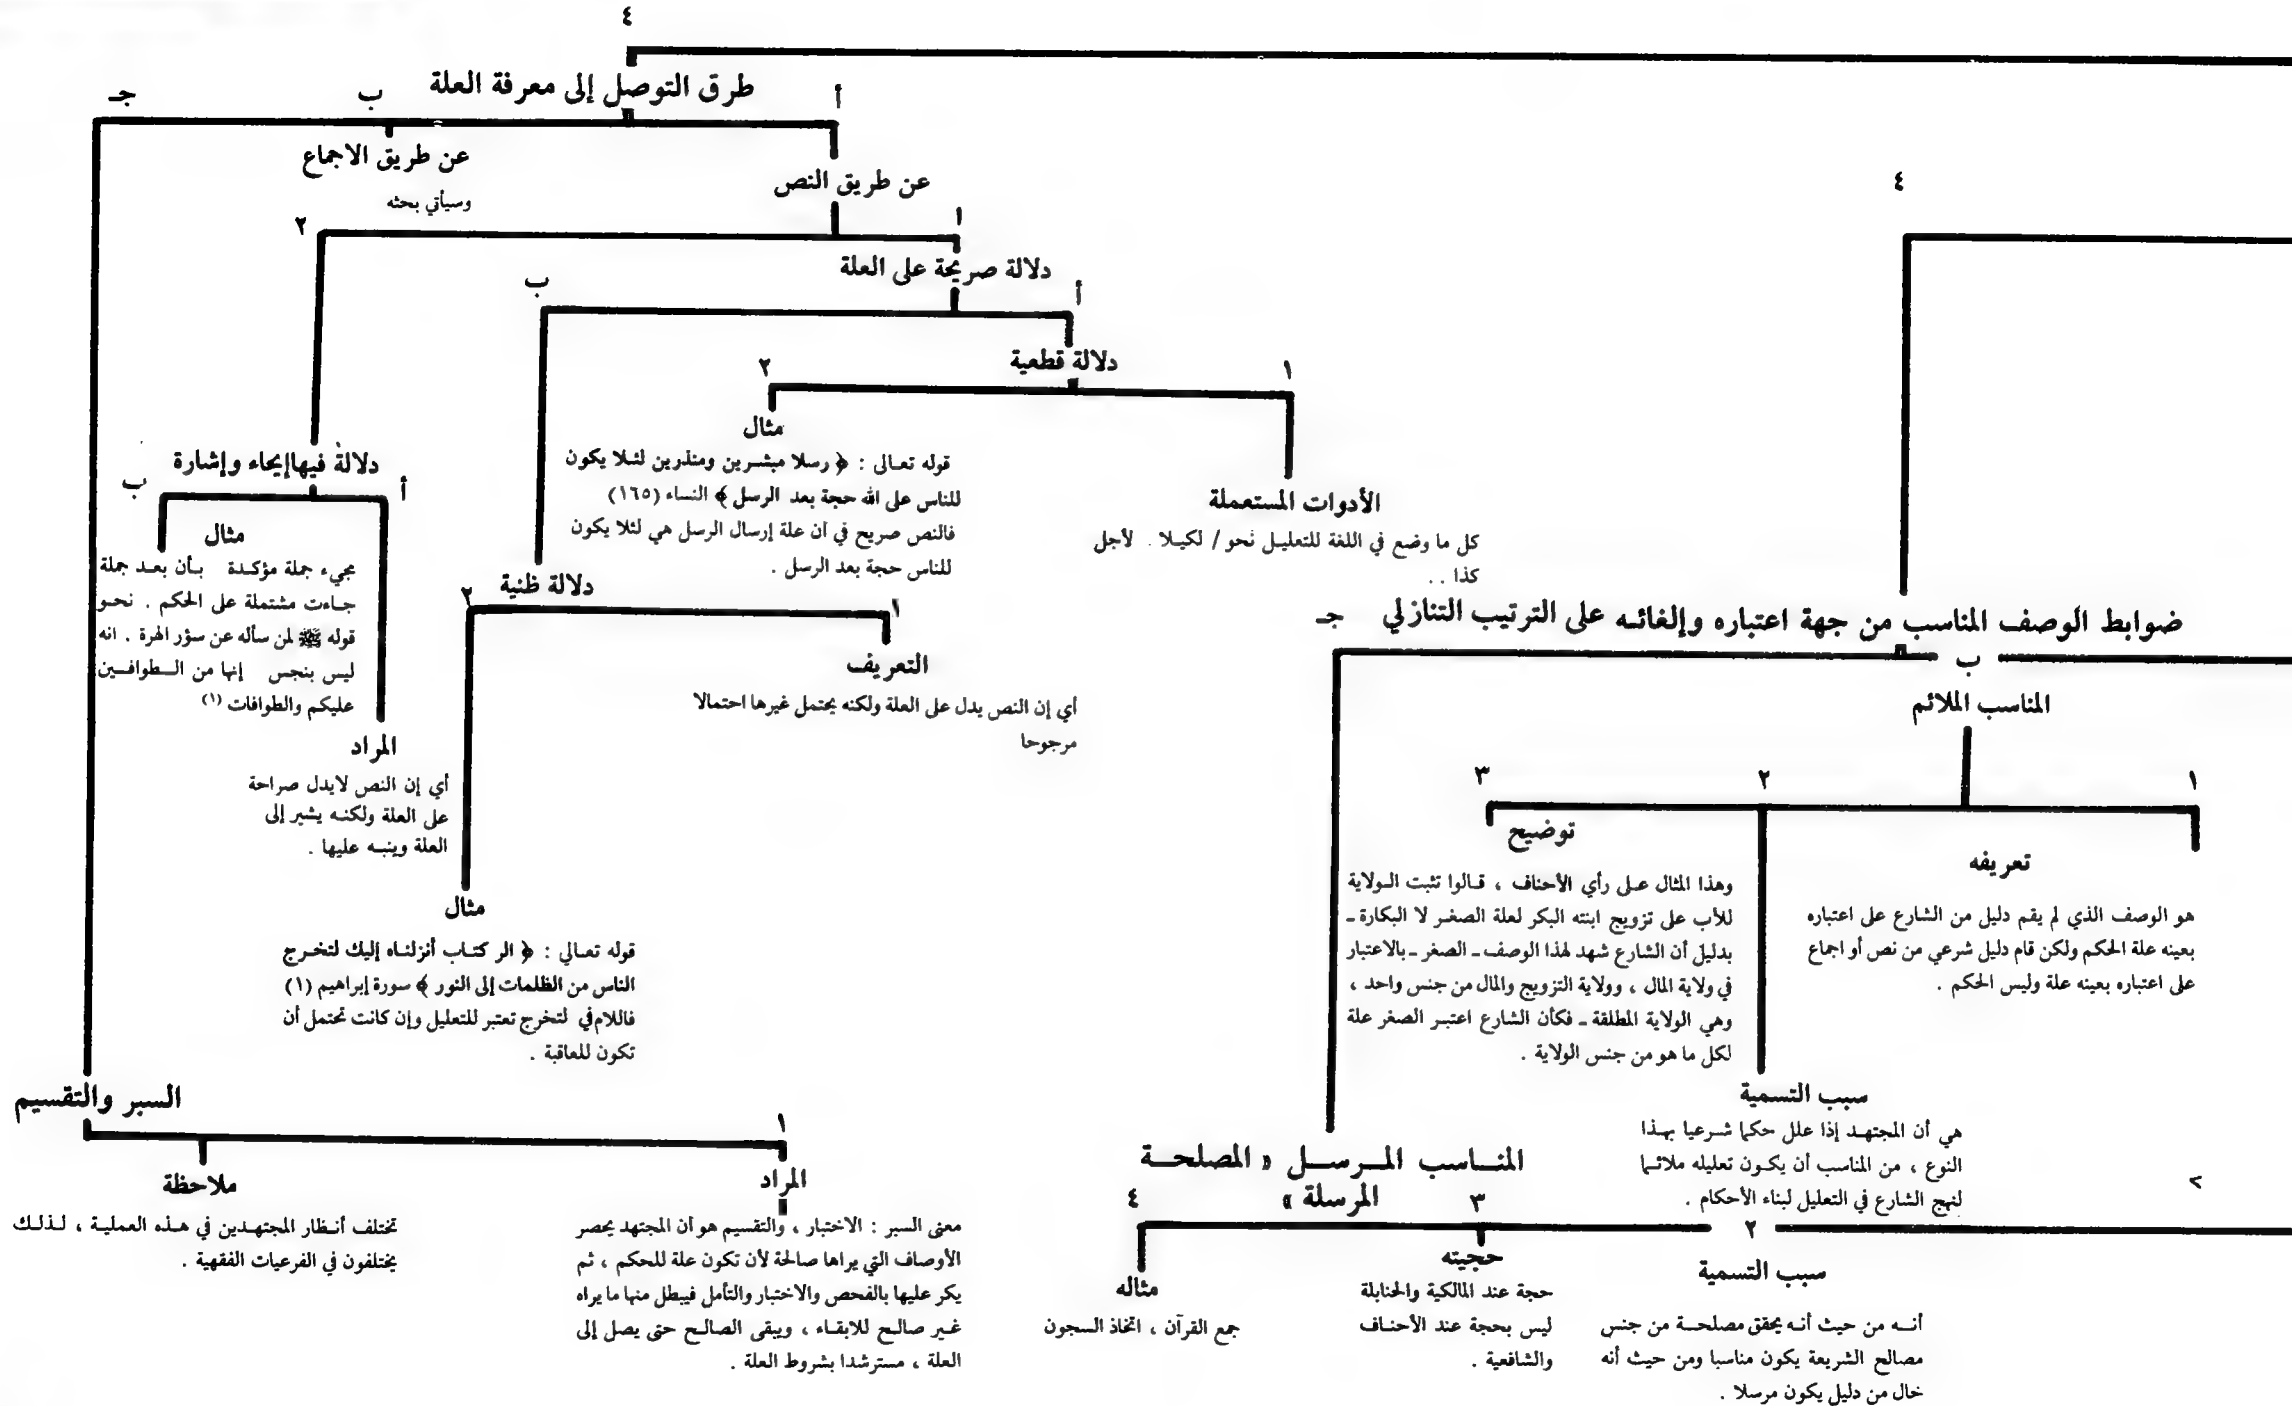 ٤
طرق التوصل إلى معرفة العلة
أ
ب
جـ
عن طريق النص
عن طريق الاجماع
وسيأتي بحثه
١
٢
دلالة صريحة على العلة
أ
ب
دلالة قطعية
١
٢
الأدوات المستعملة
كل ما وضع في اللغة للتعليل نحو / لكيلا . لأجل
كذا . .
مثال
قوله تعالى : ﴿ رسلا مبشرين ومنذرين لئلا يكون
للناس على الله حجة بعد الرسل ﴾ النساء (١٦٥)
فالنص صريح في أن علة إرسال الرسل هي لئلا يكون
للناس حجة بعد الرسل .
دلالة ظنية
١
٢
التعريف
أي إن النص يدل على العلة ولكنه يحتمل غيرها احتمالا
مرجوحا
مثال
قوله تعالي : ﴿ الر كتاب أنزلناه إليك لتخرج
الناس من الظلمات إلى النور ﴾ سورة إبراهيم (١)
فاللام في لتخرج تعتبر للتعليل وإن كانت تحتمل أن
تكون للعاقبة .
دلالة فيها إيحاء وإشارة
أ
ب
مثال
مجيء جملة مؤكدة بأن بعد جملة
جاءت مشتملة على الحكم . نحو
قوله ﷺ لمن سأله عن سؤر الهرة . انه
ليس بنجس إنها من الطوافين
عليكم والطوافات (١)
المراد
أي إن النص لايدل صراحة
على العلة ولكنه يشير إلى
العلة وينبه عليها .
السبر والتقسيم
١
المراد
معنى السبر : الاختبار ، والتقسيم هو أن المجتهد يحصر
الأوصاف التي يراها صالحة لأن تكون علة للحكم ، ثم
يكر عليها بالفحص والاختبار والتأمل فيبطل منها ما يراه
غير صالح للابقاء ، ويبقى الصالح حتى يصل إلى
العلة ، مسترشدا بشروط العلة .
ملاحظة
تختلف أنظار المجتهدين في هذه العملية ، لذلك
يختلفون في الفرعيات الفقهية .
٤
ضوابط الوصف المناسب من جهة اعتباره وإلغائه على الترتيب التنازلي
جـ
ب
المناسب الملائم
١
٢
٣
تعريفه
هو الوصف الذي لم يقم دليل من الشارع على اعتباره
بعينه علة الحكم ولكن قام دليل شرعي من نص أو اجماع
على اعتباره بعينه علة وليس الحكم .
توضيح
وهذا المثال على رأي الأحناف ، قالوا تثبت الولاية
للأب على تزويج ابنته البكر لعلة الصغر لا البكارة ـ
بدليل أن الشارع شهد لهذا الوصف ـ الصغر ـ بالاعتبار
في ولاية المال ، وولاية التزويج والمال من جنس واحد ،
وهي الولاية المطلقة ـ فكأن الشارع اعتبر الصغر علة
لكل ما هو من جنس الولاية .
سبب التسمية
هي أن المجتهد إذا علل حكما شرعيا بهذا
النوع ، من المناسب أن يكون تعليله ملائما
لنهج الشارع في التعليل لبناء الأحكام .
المناسب المرسل « المصلحة
المرسلة »
٢
٣
٤
سبب التسمية
أنه من حيث أنه يحقق مصلحة من جنس
مصالح الشريعة يكون مناسبا ومن حيث أنه
خال من دليل يكون مرسلا .
حجيته
حجة عند المالكية والحنابلة
ليس بحجة عند الأحناف
والشافعية .
مثاله
جمع القرآن ، اتخاذ السجون